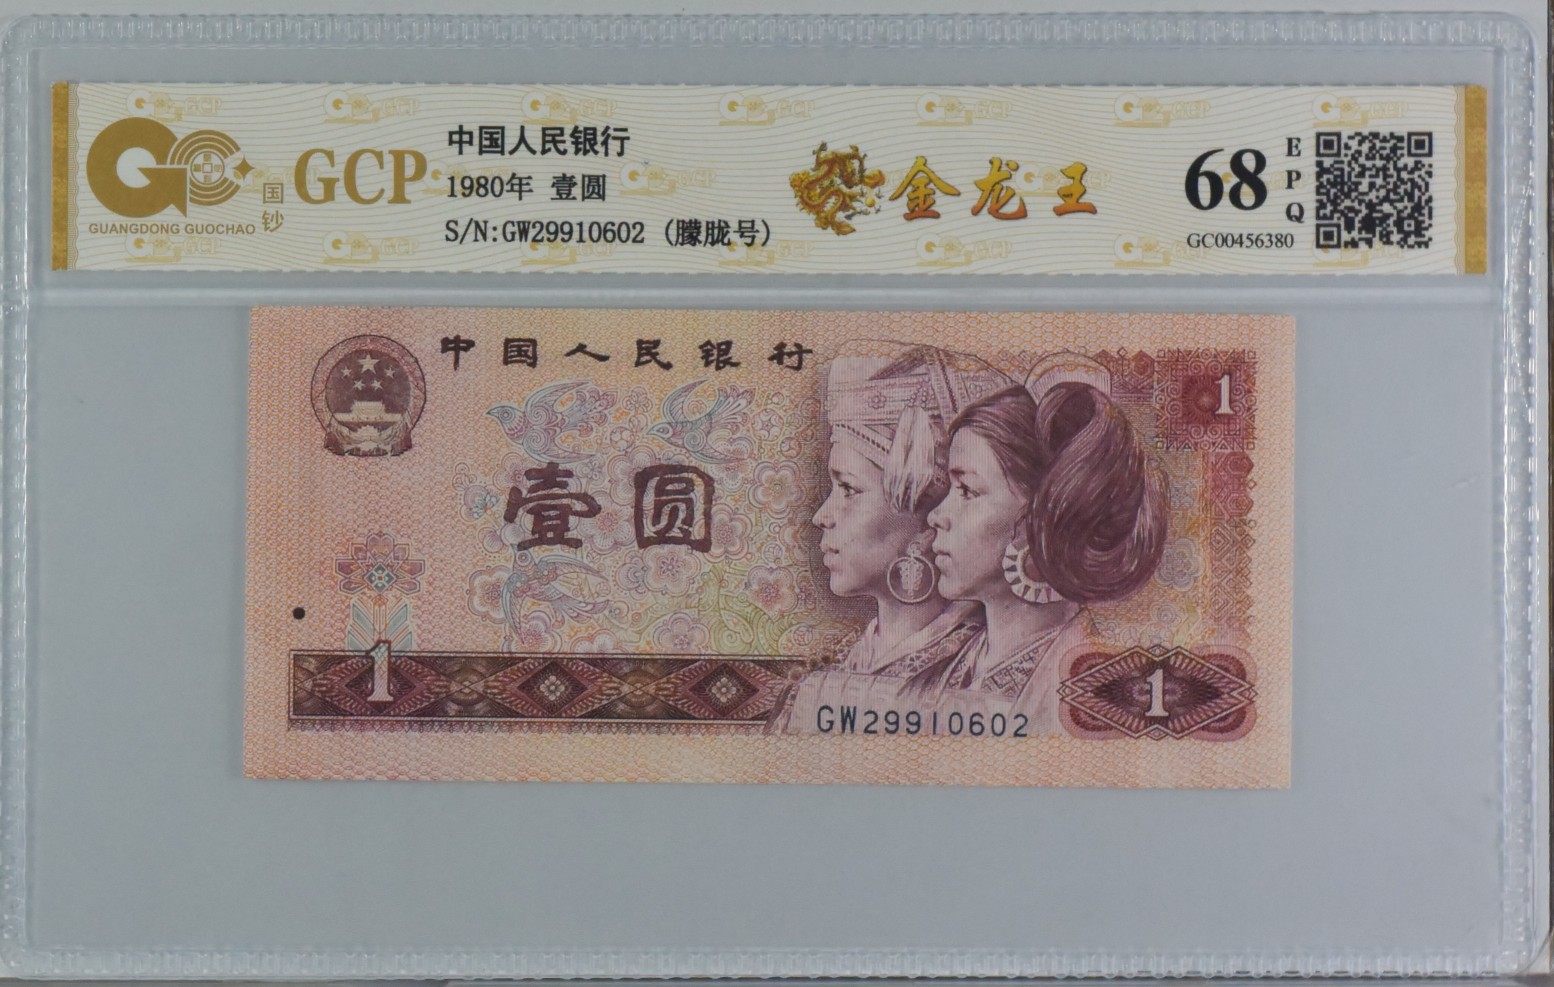 GCP
国钞
GUANGDONG GUOCHAO
中国人民银行
1980年 壹圆
S/N:GW29910602 (朦胧号)
金龙王
68
EPQ
GC00456380
中国人民银行
1
壹圆
1
GW29910602
1